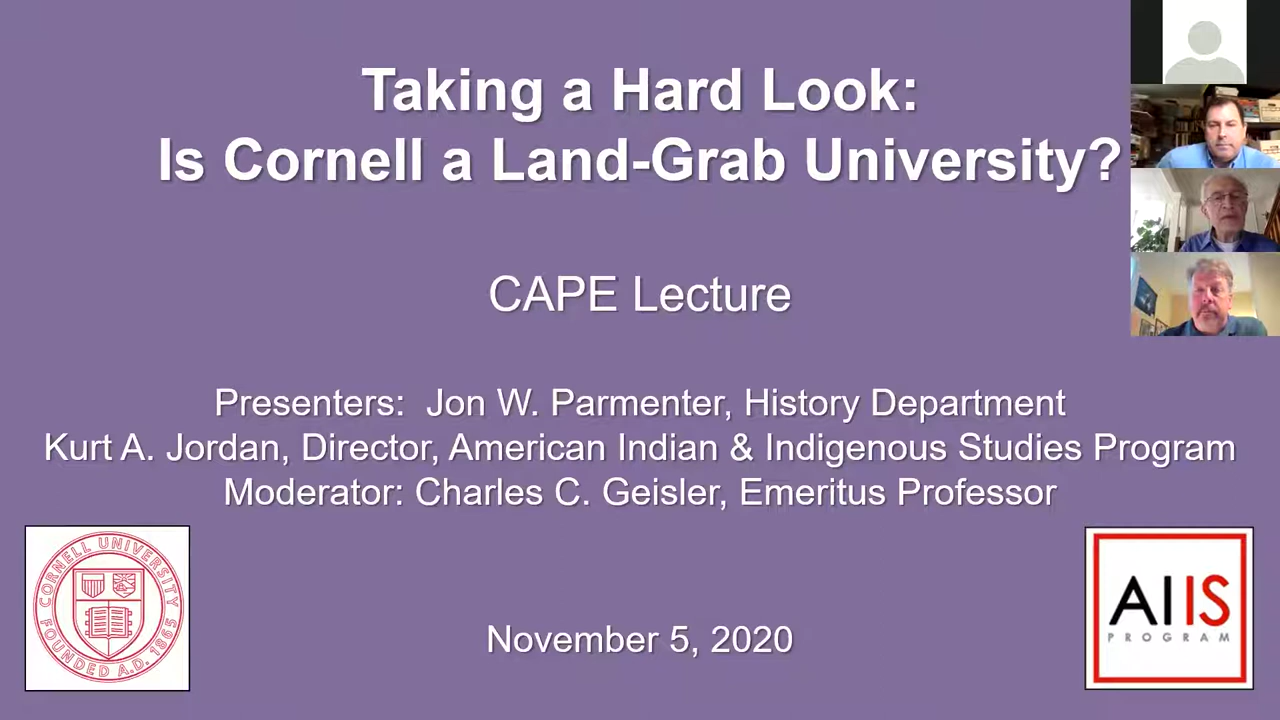 Taking a Hard Look:
Is Cornell a Land-Grab University?
CAPE Lecture
Presenters: Jon W. Parmenter, History Department
Kurt A. Jordan, Director, American Indian & Indigenous Studies Program
Moderator: Charles C. Geisler, Emeritus Professor
November 5, 2020
CORNELL UNIVERSITY
FOUNDED A.D. 1865
AIIS
PROGRAM